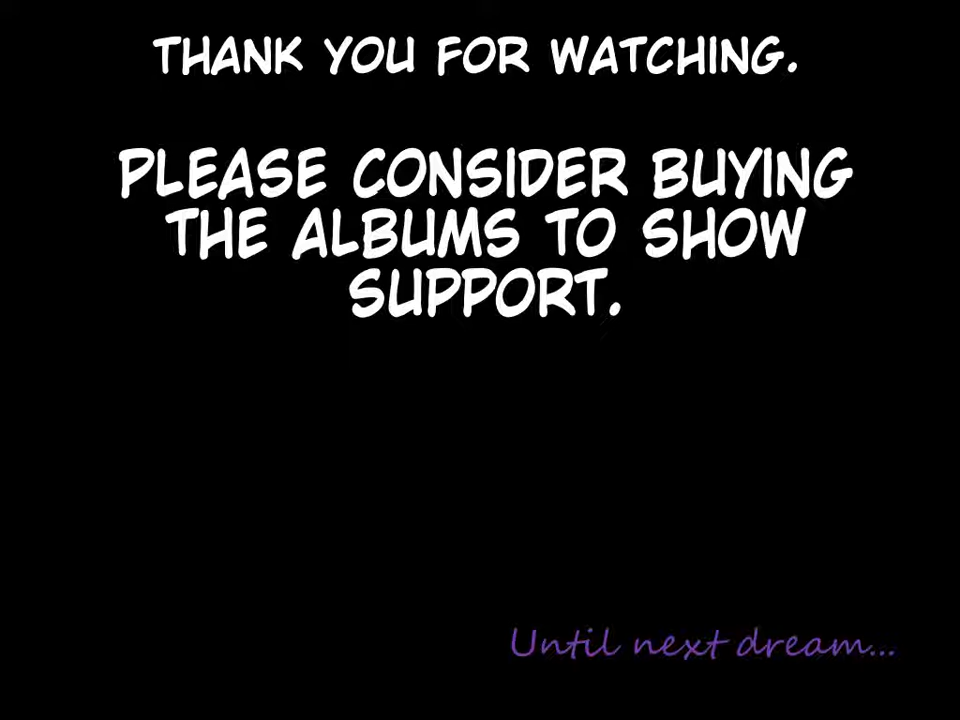 THANK YOU FOR WATCHING.
PLEASE CONSIDER BUYING
THE ALBUMS TO SHOW
SUPPORT.
Until next dream...